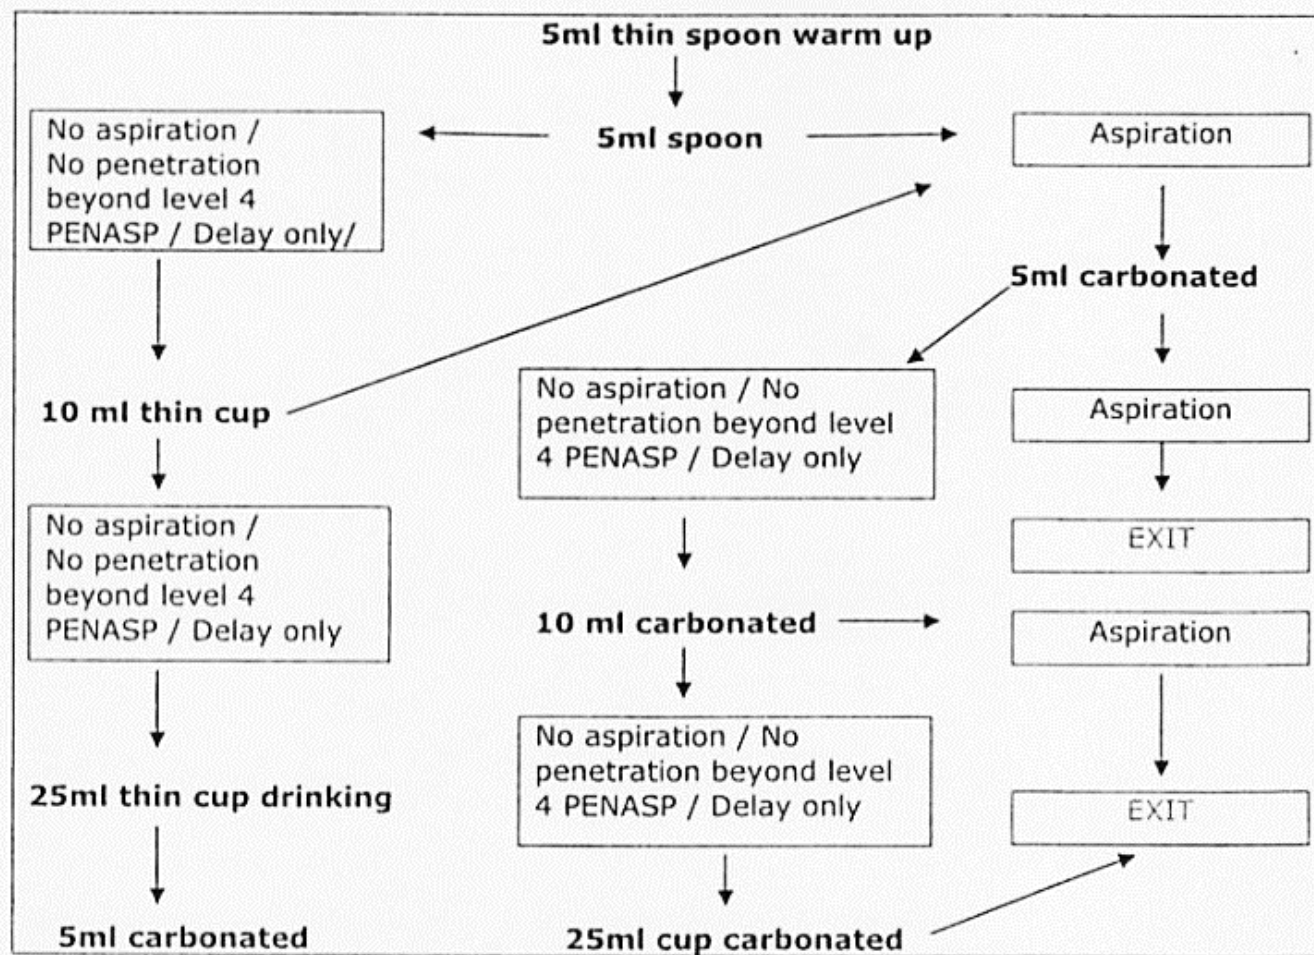 5ml thin spoon warm up
No aspiration /
No penetration
beyond level 4
PENASP / Delay only/
5ml spoon
Aspiration
5ml carbonated
10 ml thin cup
No aspiration / No
penetration beyond level
4 PENASP / Delay only
Aspiration
EXIT
No aspiration /
No penetration
beyond level 4
PENASP / Delay only
10 ml carbonated
Aspiration
No aspiration / No
penetration beyond level
4 PENASP / Delay only
25ml thin cup drinking
EXIT
5ml carbonated
25ml cup carbonated